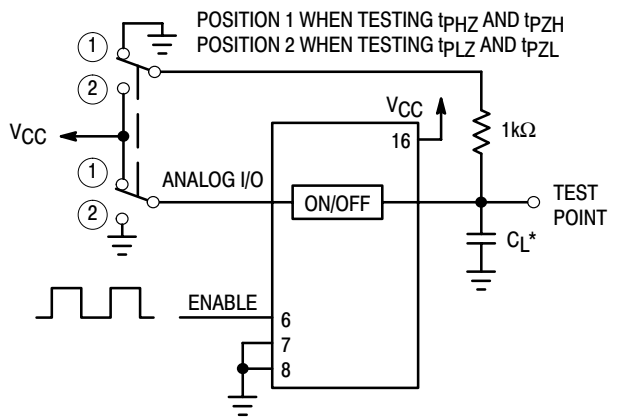 POSITION 1 WHEN TESTING tPHZ AND tPZH
POSITION 2 WHEN TESTING tPLZ AND tPZL
1
2
VCC
VCC
16
1kΩ
1
ANALOG I/O
ON/OFF
TEST
POINT
2
CL*
ENABLE
6
7
8